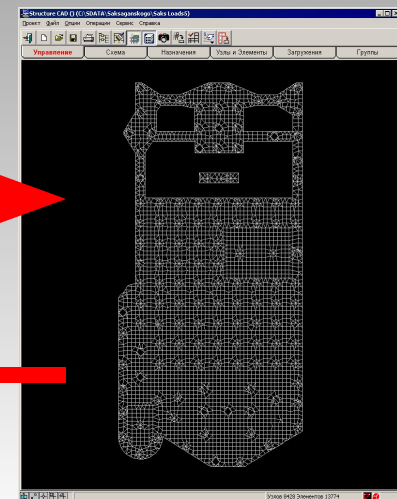 Structure CAD () (C:\SDATA\Saksaganskogo\Saks Loads5)
Проект Файл Опции Операции Сервис Справка
Управление Схема Назначения Узлы и Элементы Загружения Группы
Узлов 8428 Элементов 13774